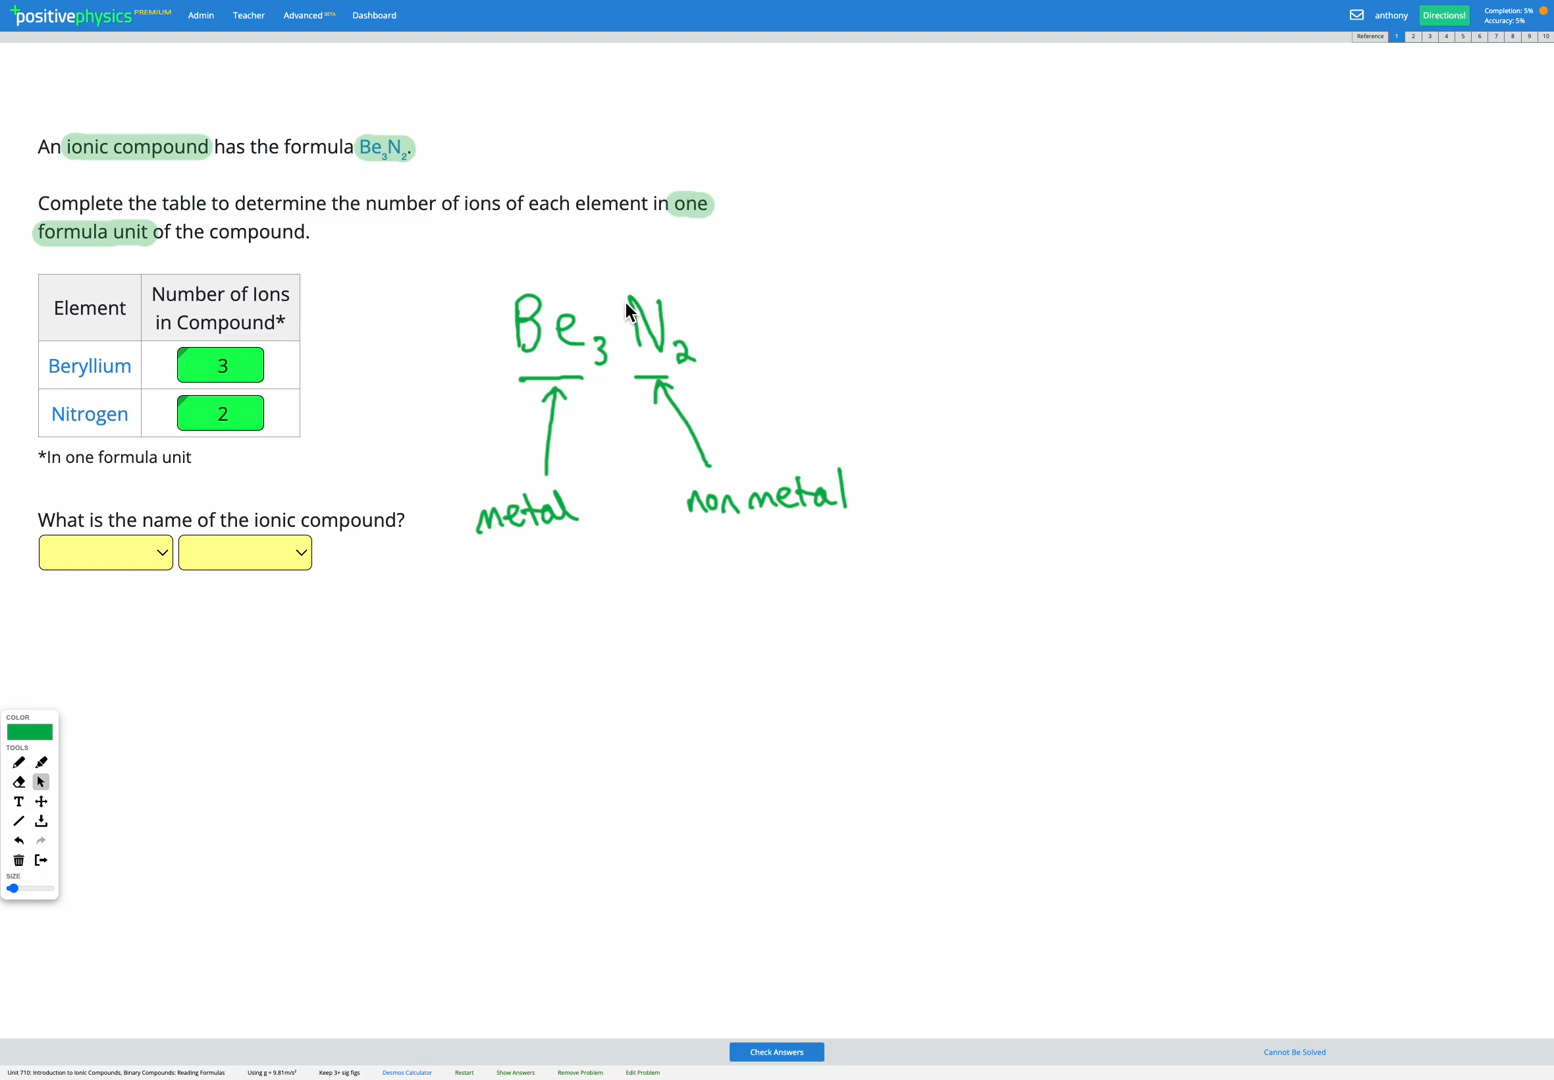 positivephysics PREMIUM Admin Teacher Advanced BETA Dashboard anthony Directions! Completion: 5%
Accuracy: 5%
Reference 1 2 3 4 5 6 7 8 9 10
An ionic compound has the formula Be₃N₂.
Complete the table to determine the number of ions of each element in one
formula unit of the compound.
Element Number of Ions
in Compound*
Beryllium 3
Nitrogen 2
*In one formula unit
Be₃N₂
metal nonmetal
What is the name of the ionic compound?
COLOR
TOOLS
T
SIZE
Check Answers Cannot Be Solved
Unit 710: Introduction to Ionic Compounds, Binary Compounds: Reading Formulas Using g = 9.81m/s² Keep 3+ sig figs Desmos Calculator Restart Show Answers Remove Problem Edit Problem